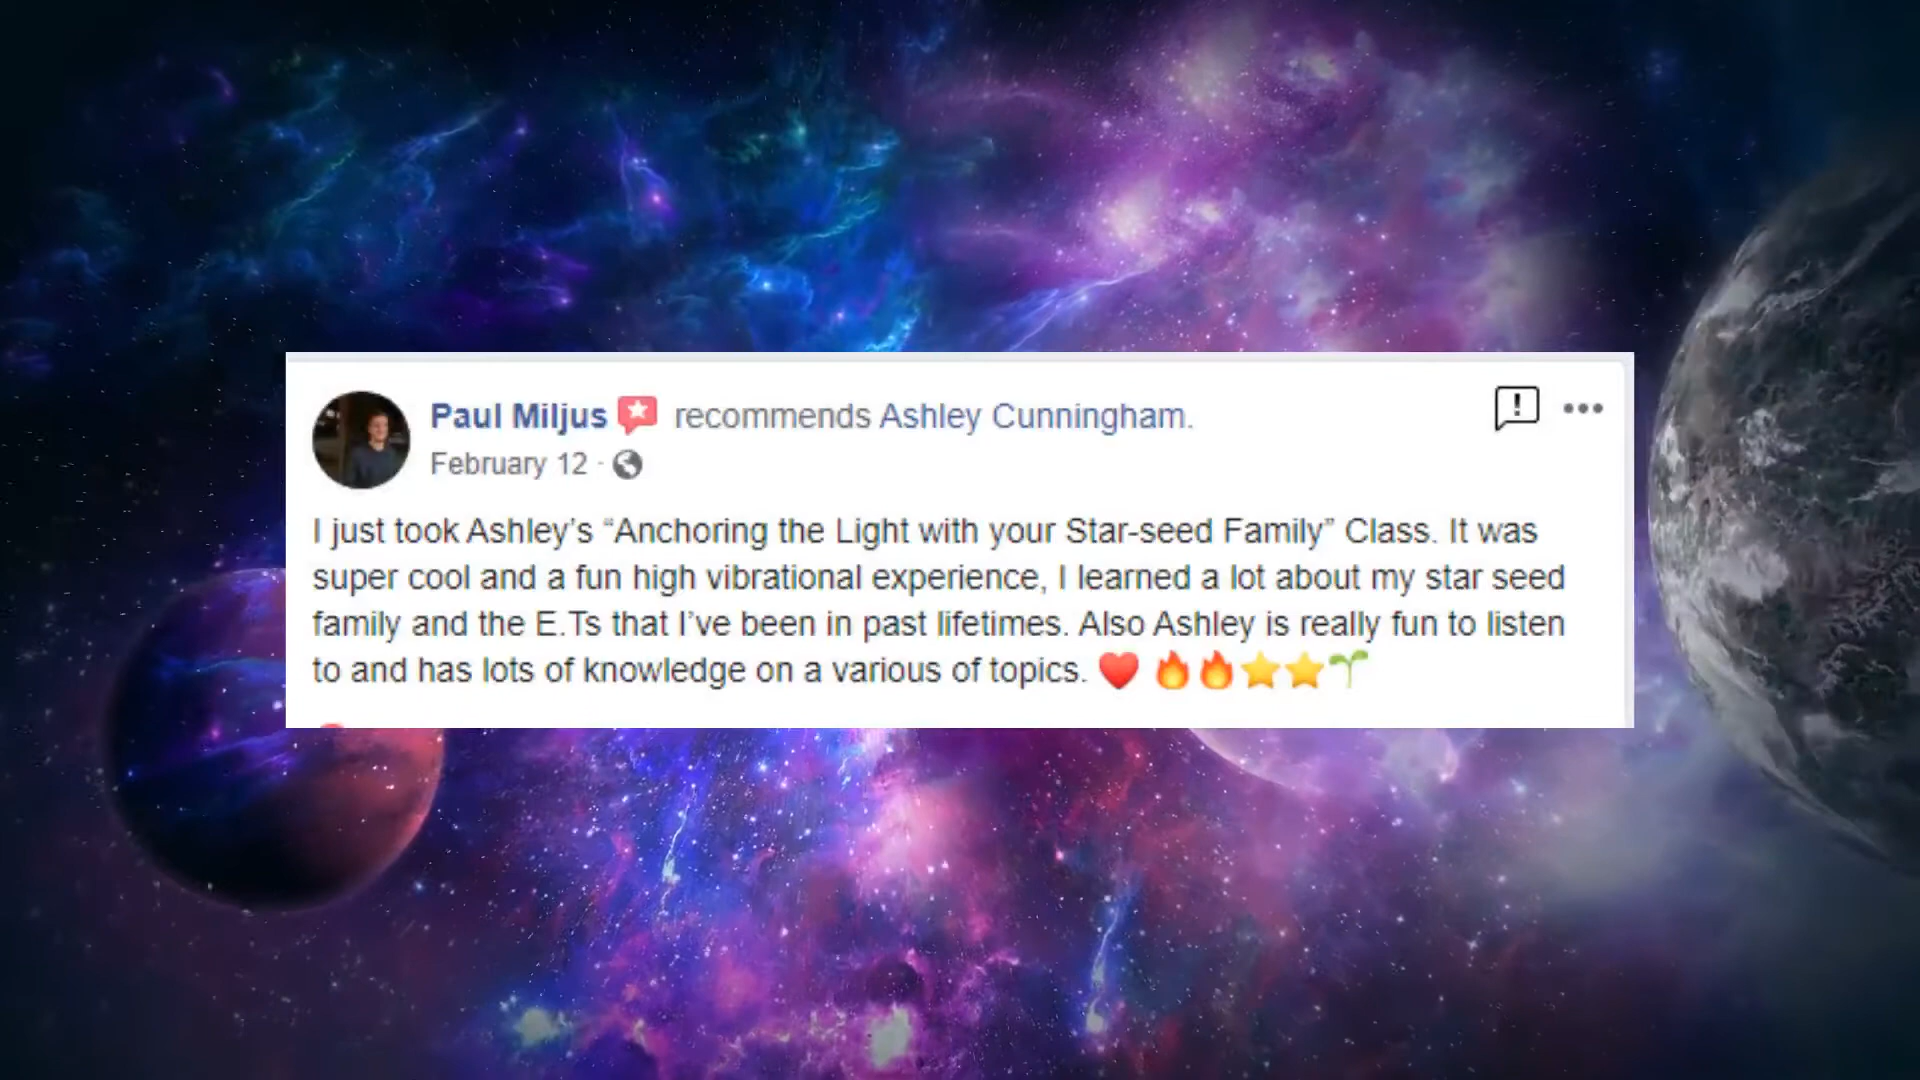 Paul Miljus recommends Ashley Cunningham.
February 12 ·
I just took Ashley’s “Anchoring the Light with your Star-seed Family” Class. It was
super cool and a fun high vibrational experience, I learned a lot about my star seed
family and the E.Ts that I’ve been in past lifetimes. Also Ashley is really fun to listen
to and has lots of knowledge on a various of topics. ❤️ 🔥🔥⭐⭐🌱